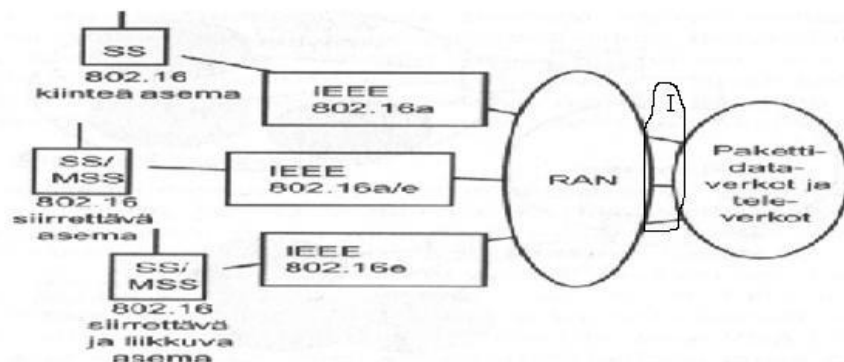 SS
802.16
kiinteä asema
IEEE
802.16a
SS/
MSS
802.16
siirrettävä
asema
IEEE
802.16a/e
SS/
MSS
802.16
siirrettävä
ja liikkuva
asema
IEEE
802.16e
RAN
I
Paketti-
data-
verkot ja
tele-
verkot